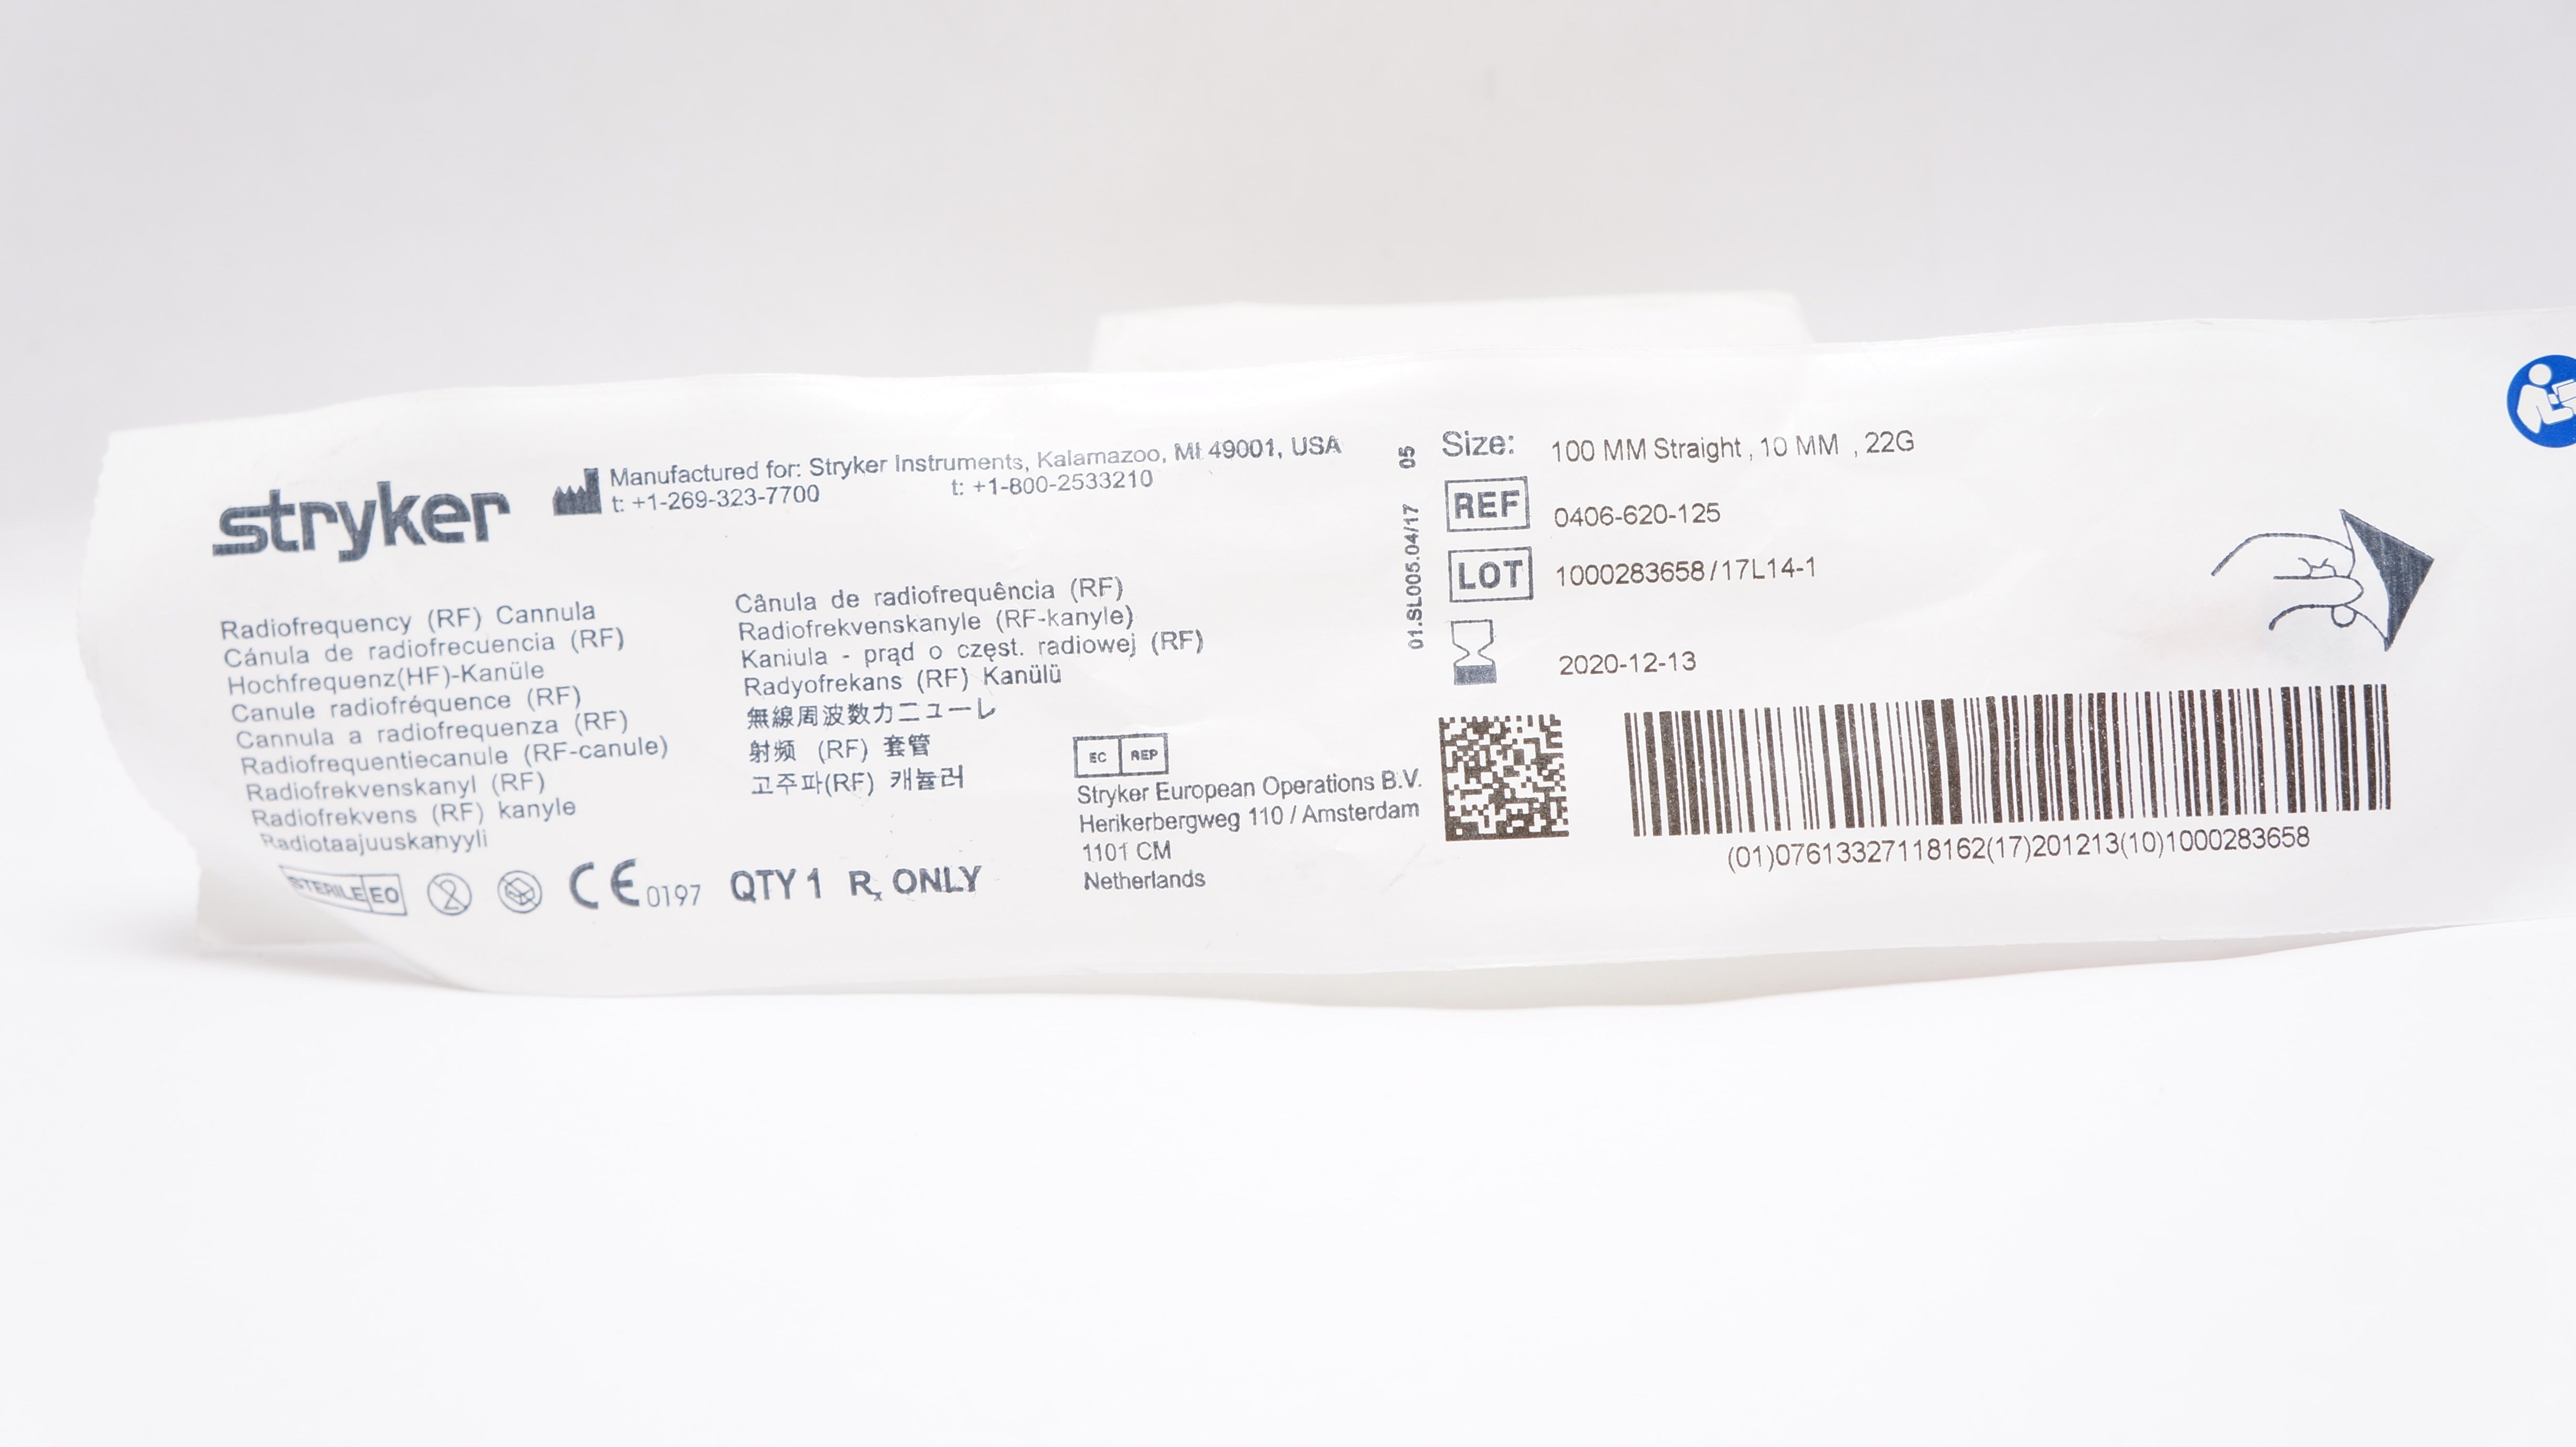 stryker
Manufactured for: Stryker Instruments, Kalamazoo, MI 49001, USA
t: +1-269-323-7700 t: +1-800-2533210
Radiofrequency (RF) Cannula
Cánula de radiofrecuencia (RF)
Hochfrequenz(HF)-Kanüle
Canule radiofréquence (RF)
Cannula a radiofrequenza (RF)
Radiofrequentiecanule (RF-canule)
Radiofrekvenskanyl (RF)
Radiofrekvens (RF) kanyle
Radiotaajuuskanyyli
Cânula de radiofrequência (RF)
Radiofrekvenskanyle (RF-kanyle)
Kaniula - prąd o częst. radiowej (RF)
Radyofrekans (RF) Kanülü
無線周波数カニューレ
射频 (RF) 套管
고주파(RF) 캐뉼러
STERILE EO
2
CE 0197
QTY 1 Rx ONLY
EC REP
Stryker European Operations B.V.
Herikerbergweg 110 / Amsterdam
1101 CM
Netherlands
01.SL005.04/17 05
Size: 100 MM Straight , 10 MM , 22G
REF 0406-620-125
LOT 1000283658/17L14-1
2020-12-13
(01)07613327118162(17)201213(10)1000283658